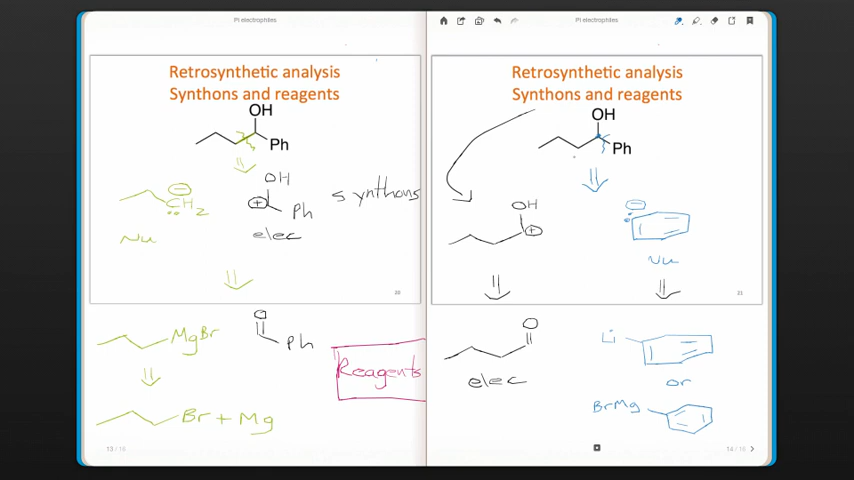 PI electrophiles
Retrosynthetic analysis
Synthons and reagents
OH
Ph
⊖
CH2
Nu
OH
⊕
Ph
elec
synthons
20
MgBr
O
Ph
Reagents
Br + Mg
13 / 16
PI electrophiles
Retrosynthetic analysis
Synthons and reagents
OH
Ph
OH
⊕
⊖
Nu
21
O
elec
Li
or
BrMg
14 / 16